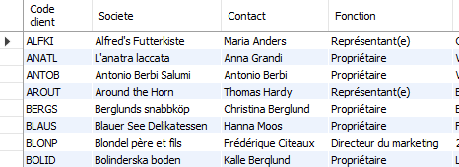 Code client Societe Contact Fonction
ALFKI Alfred's Futterkiste Maria Anders Représentant(e)
ANATL L'anatra laccata Anna Grandi Propriétaire
ANTOB Antonio Berbi Salumi Antonio Berbi Propriétaire
AROUT Around the Horn Thomas Hardy Représentant(e)
BERGS Berglunds snabbköp Christina Berglund Propriétaire
BLAUS Blauer See Delikatessen Hanna Moos Propriétaire
BLONP Blondel père et fils Frédérique Citeaux Directeur du marketng
BOLID Bolinderska boden Kalle Berglund Propriétaire